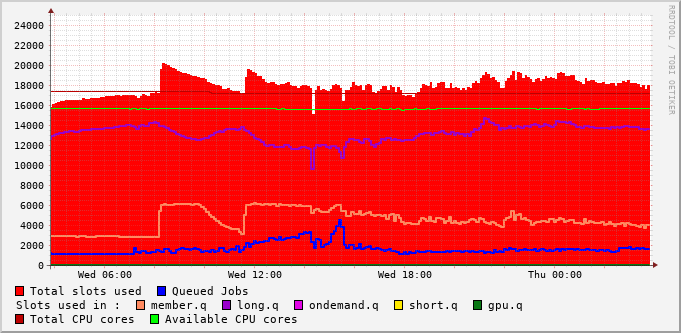 24000
22000
20000
18000
16000
14000
12000
10000
8000
6000
4000
2000
0
Wed 06:00 Wed 12:00 Wed 18:00 Thu 00:00
RRDTOOL / TOBI OETIKER
Total slots used Queued Jobs
Slots used in : member.q long.q ondemand.q short.q gpu.q
Total CPU cores Available CPU cores